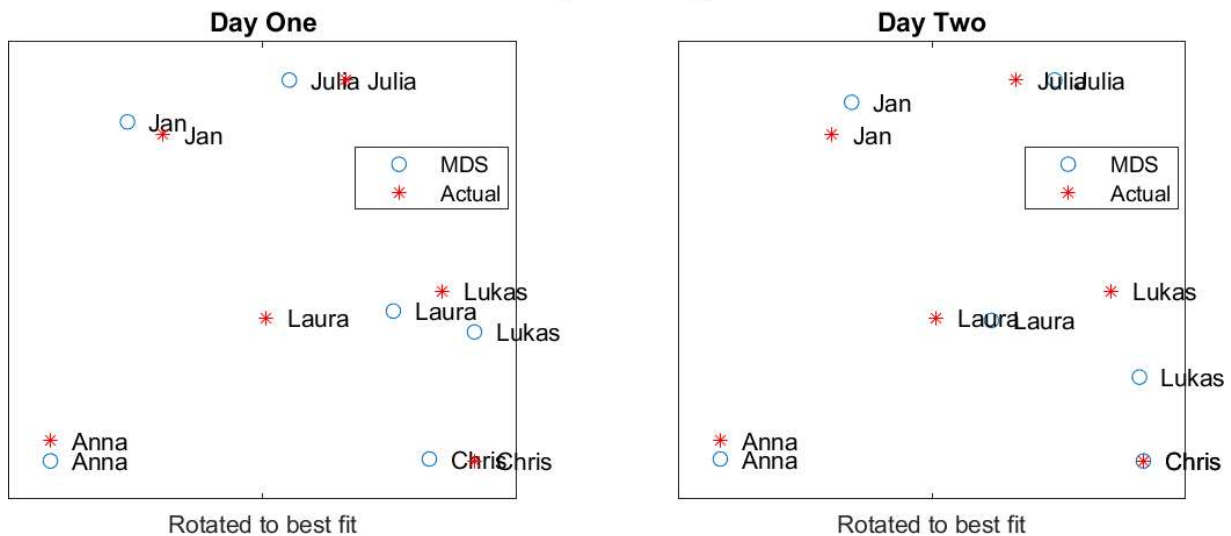 Day One
Julia Julia
Jan
Jan
MDS
Actual
Lukas
Laura
Laura
Lukas
Anna
Anna
Chris Chris
Rotated to best fit
Day Two
Julia Julia
Jan
Jan
MDS
Actual
Lukas
Laura Laura
Lukas
Anna
Anna
Chris
Rotated to best fit